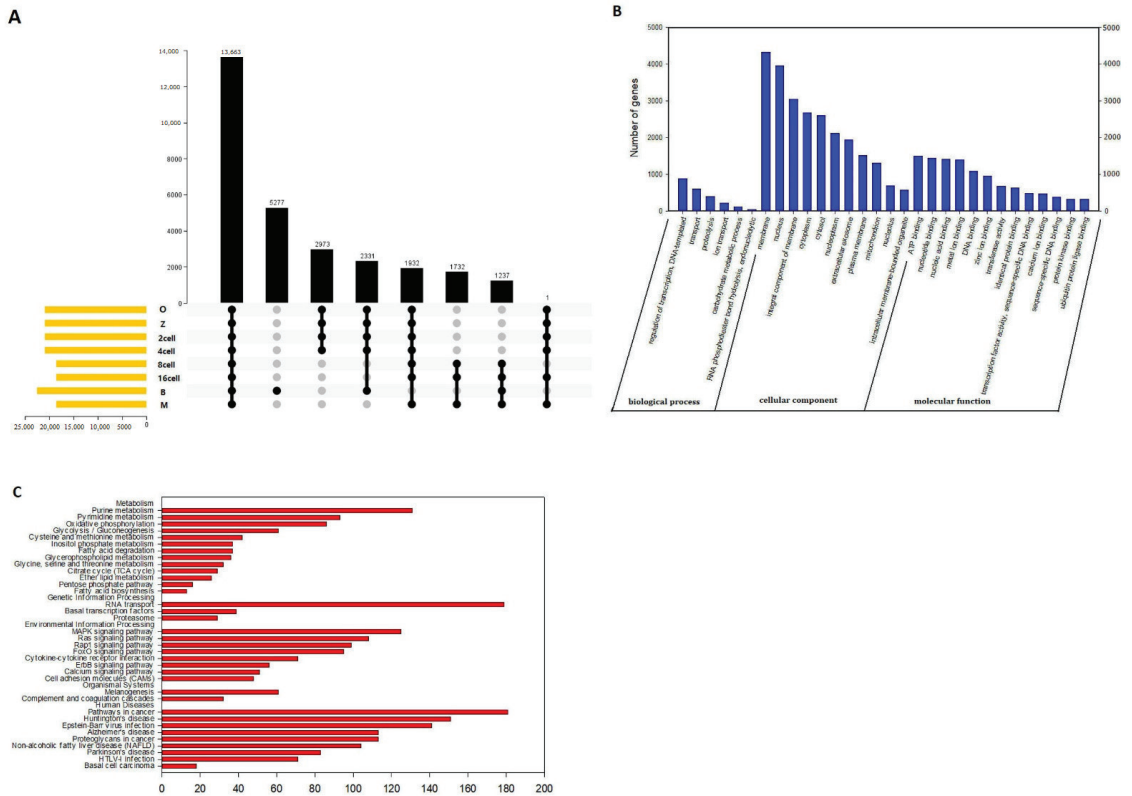 A
13,663
14,000
12,000
10,000
8000
6000
5277
4000
2973
2331
1932
1732
1237
2000
1
0
O
Z
2cell
4cell
8cell
16cell
B
M
25,000 20,000 15,000 10,000 5000 0
B
Number of genes
5000 5000
4000 4000
3000 3000
2000 2000
1000 1000
0 0
regulation of transcription, DNA-templated
transport
proteolysis
ion transport
carbohydrate metabolic process
RNA phosphodiester bond hydrolysis, endonucleolytic
membrane
nucleus
integral component of membrane
cytoplasm
cytosol
nucleoplasm
extracellular exosome
plasma membrane
mitochondrion
nucleolus
intracellular membrane-bounded organelle
ATP binding
nucleotide binding
nucleic acid binding
metal ion binding
DNA binding
zinc ion binding
transferase activity
identical protein binding
transcription factor activity, sequence-specific DNA binding
calcium ion binding
sequence-specific DNA binding
protein kinase binding
ubiquitin protein ligase binding
biological process cellular component molecular function
C
Metabolism
Purine metabolism
Pyrimidine metabolism
Oxidative phosphorylation
Glycolysis / Gluconeogenesis
Cysteine and methionine metabolism
Inositol phosphate metabolism
Fatty acid degradation
Glycerophospholipid metabolism
Glycine, serine and threonine metabolism
Citrate cycle (TCA cycle)
Ether lipid metabolism
Pentose phosphate pathway
Fatty acid biosynthesis
Genetic Information Processing
RNA transport
Basal transcription factors
Proteasome
Environmental Information Processing
MAPK signaling pathway
Ras signaling pathway
Rap1 signaling pathway
FoxO signaling pathway
Cytokine-cytokine receptor interaction
ErbB signaling pathway
Calcium signaling pathway
Cell adhesion molecules (CAMs)
Organismal Systems
Melanogenesis
Complement and coagulation cascades
Human Diseases
Pathways in cancer
Huntington's disease
Epstein-Barr virus infection
Alzheimer's disease
Proteoglycans in cancer
Non-alcoholic fatty liver disease (NAFLD)
Parkinson's disease
HTLV-I infection
Basal cell carcinoma
0 20 40 60 80 100 120 140 160 180 200